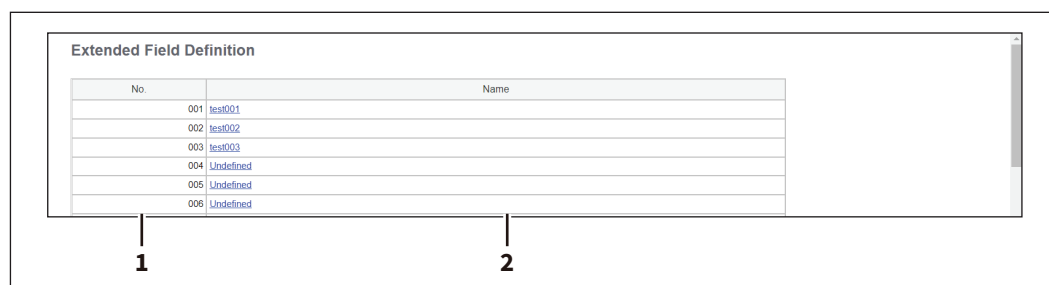 Extended Field Definition
No. Name
001 test001
002 test002
003 test003
004 Undefined
005 Undefined
006 Undefined
1 2